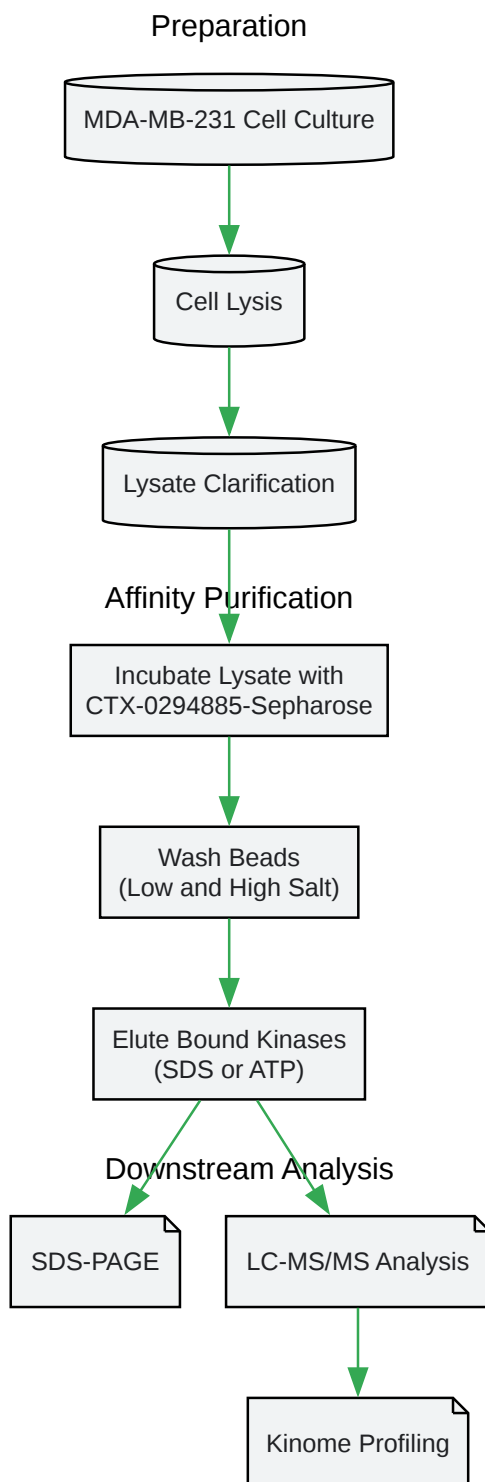 Preparation
MDA-MB-231 Cell Culture
Cell Lysis
Lysate Clarification
Affinity Purification
Incubate Lysate with
CTX-0294885-Sepharose
Wash Beads
(Low and High Salt)
Elute Bound Kinases
(SDS or ATP)
Downstream Analysis
SDS-PAGE
LC-MS/MS Analysis
Kinome Profiling